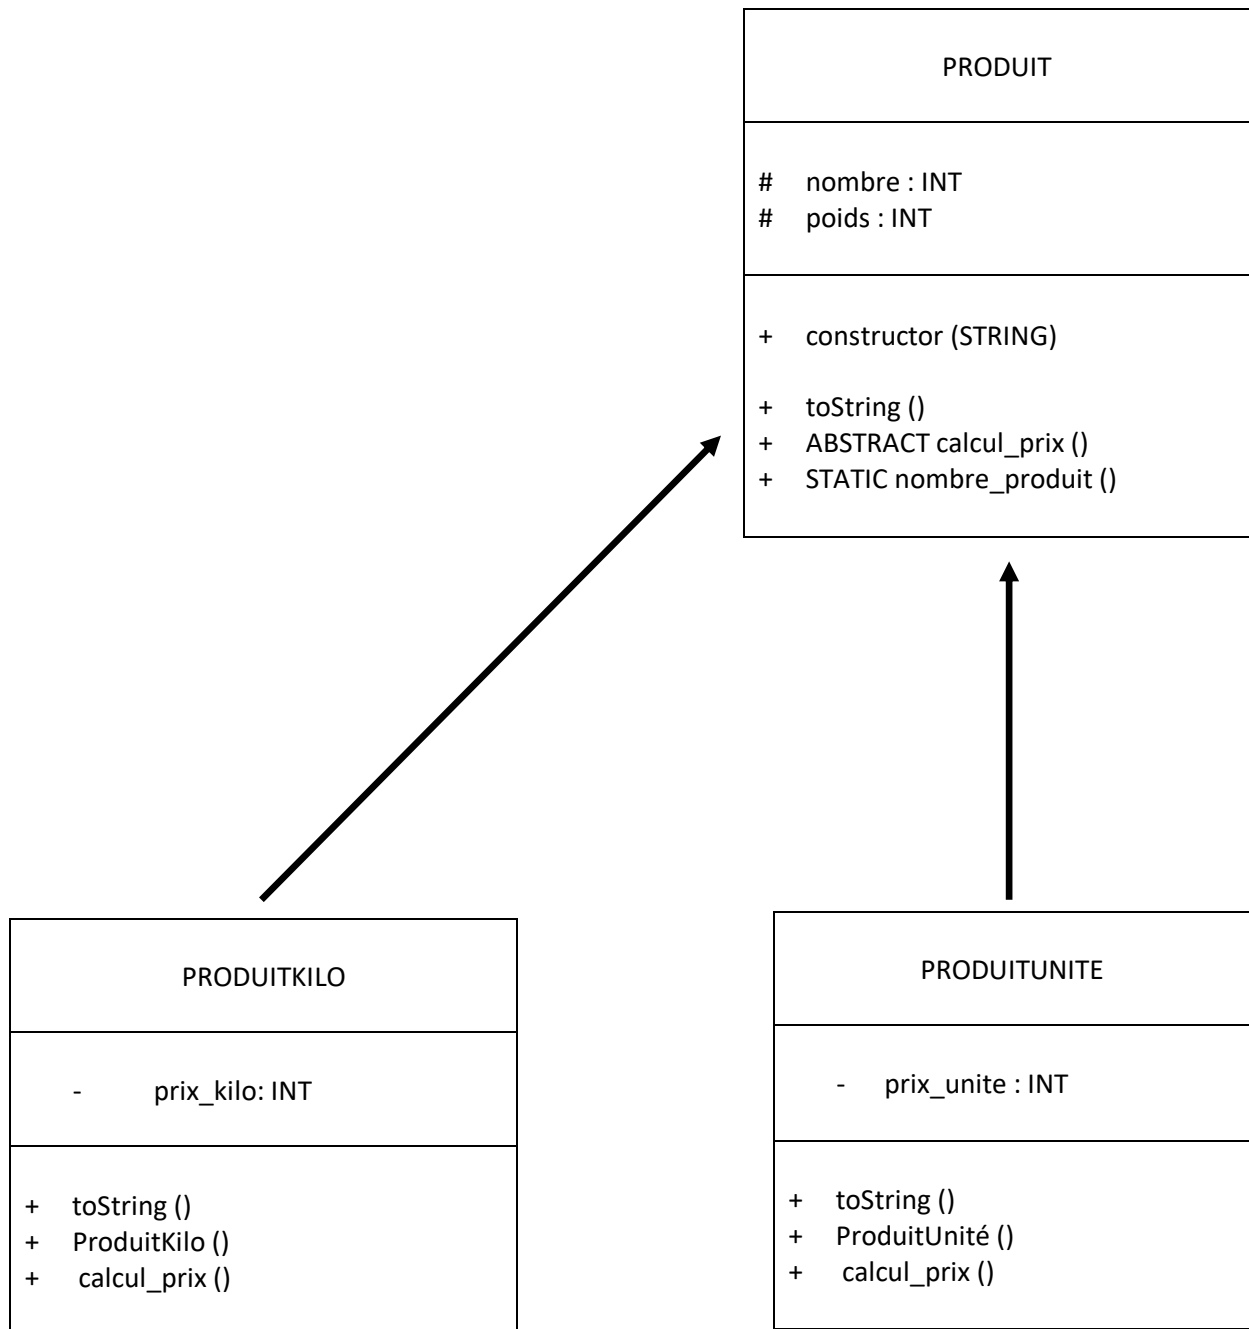 PRODUIT
# nombre : INT
# poids : INT
+ constructor (STRING)
+ toString ()
+ ABSTRACT calcul_prix ()
+ STATIC nombre_produit ()
PRODUITKILO
- prix_kilo: INT
+ toString ()
+ ProduitKilo ()
+ calcul_prix ()
PRODUITUNITE
- prix_unite : INT
+ toString ()
+ ProduitUnité ()
+ calcul_prix ()